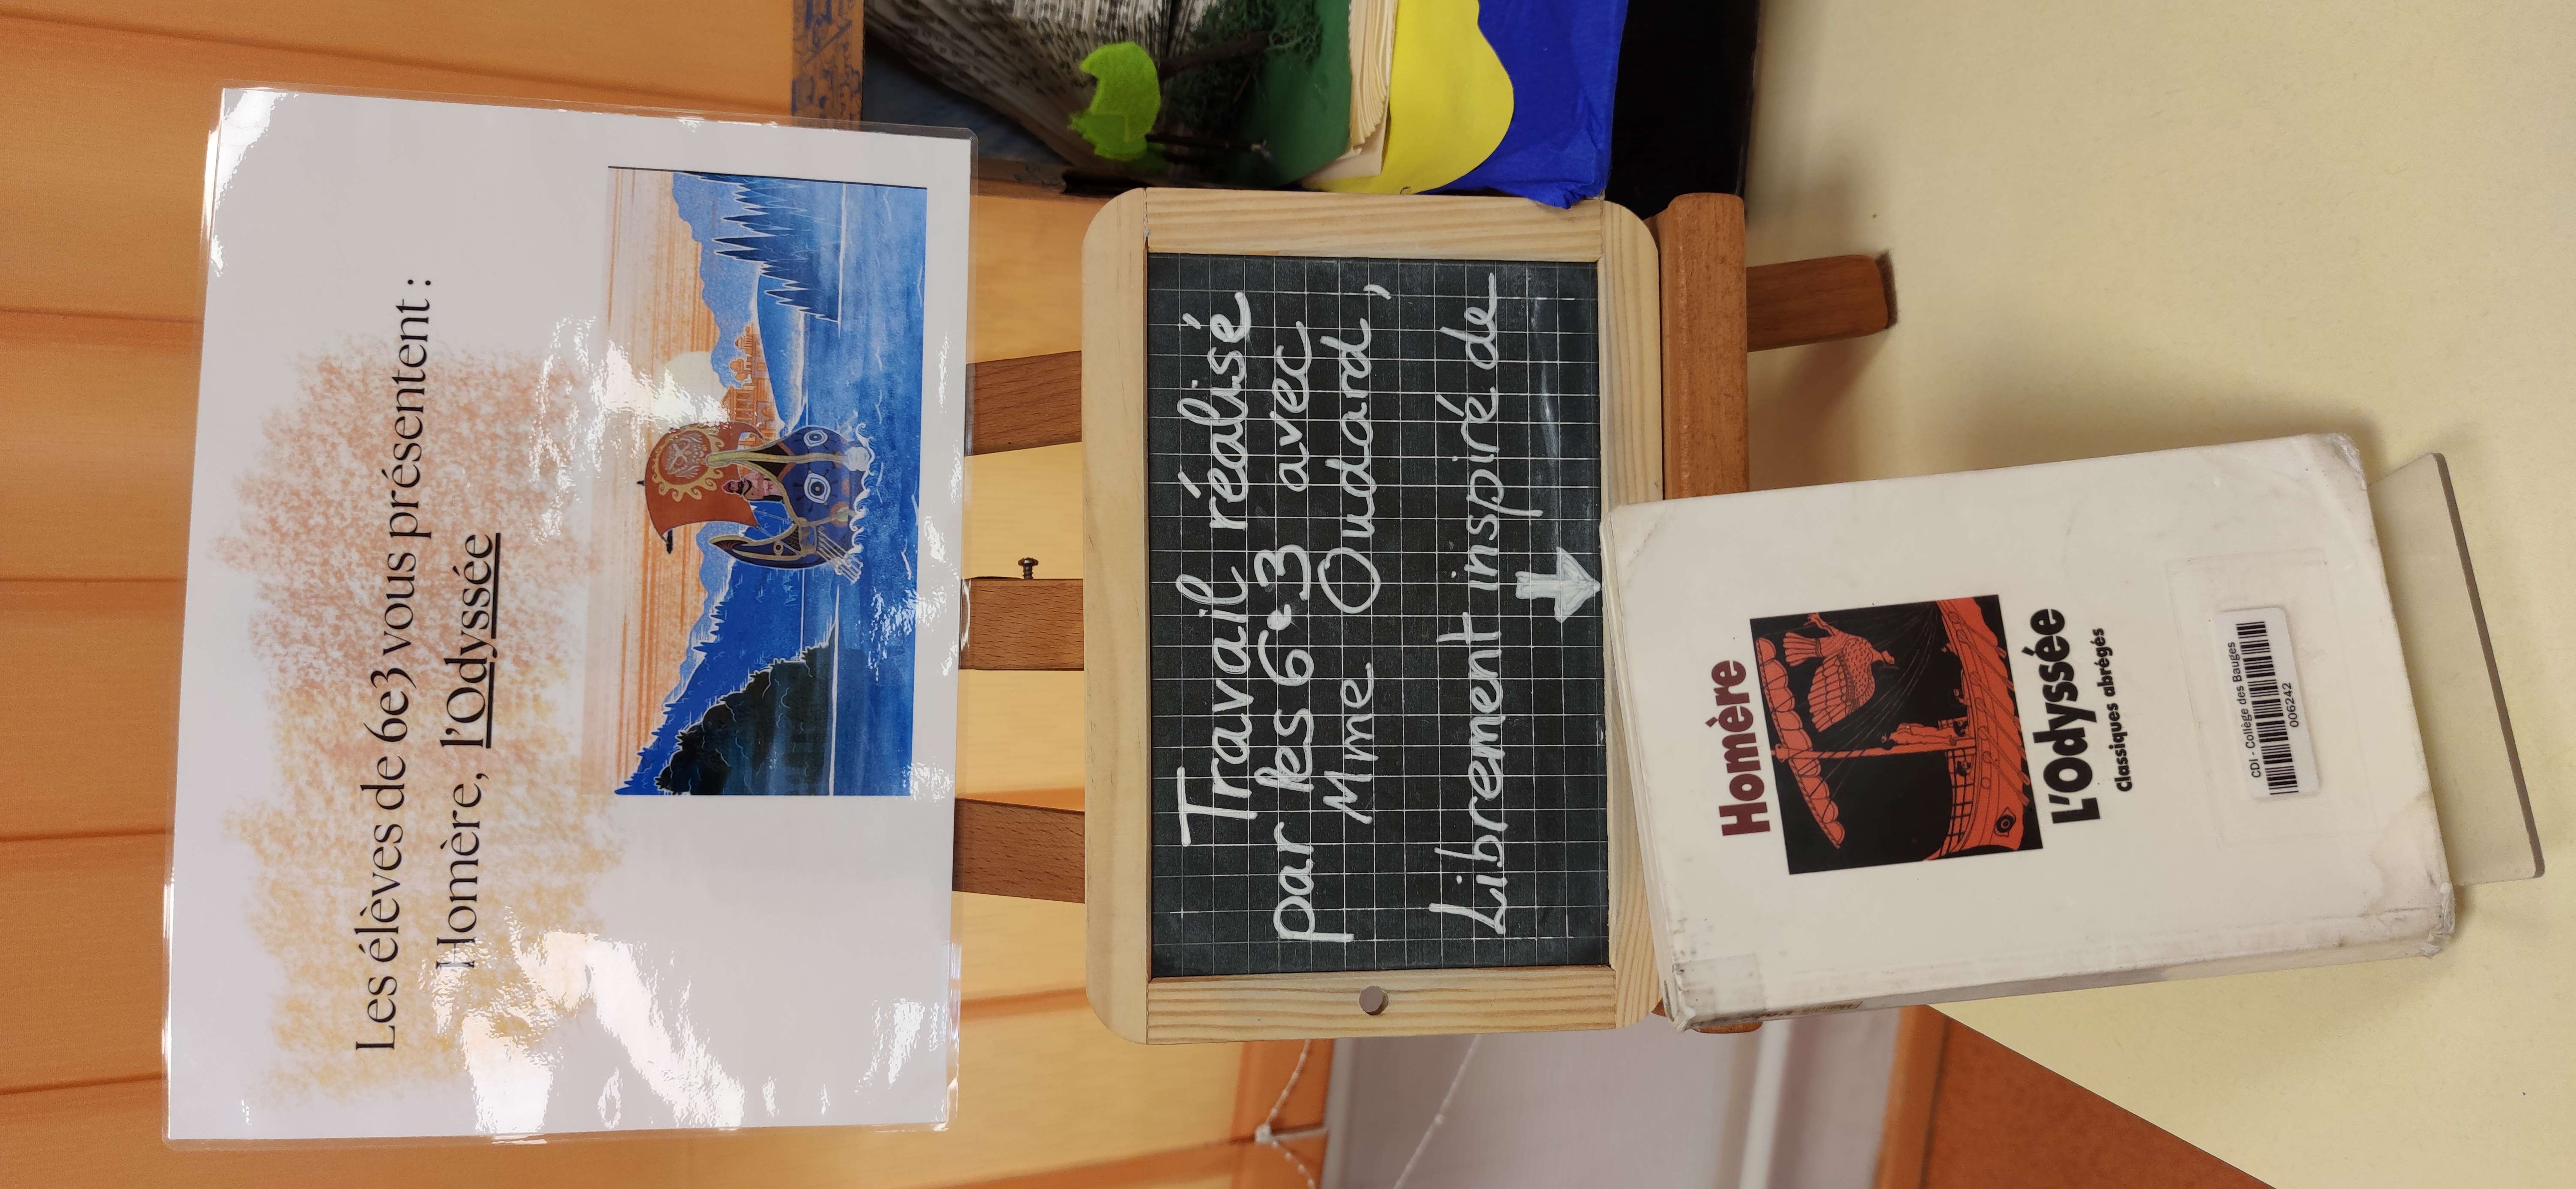 Les élèves de 6e3 vous présentent :
Homère, l'Odyssée
Travail réalisé
par les 6e3 avec
Mme Oudard,
Librement inspiré de
Homère
L'Odyssée
classiques abrégés
CDI - Collège des Bauges
006242